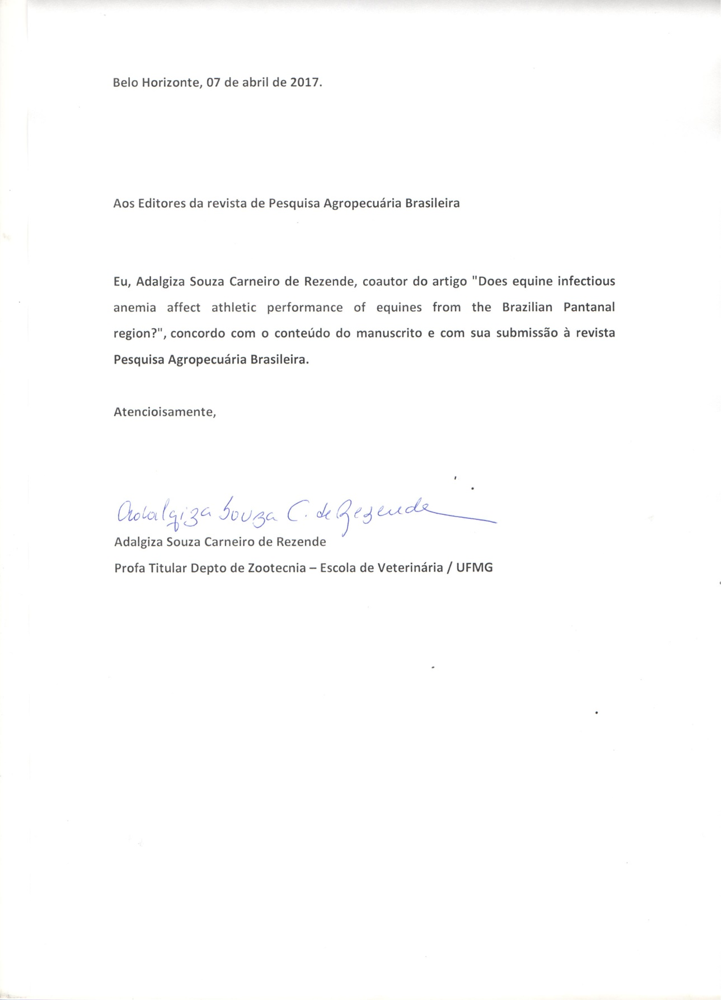 Belo Horizonte, 07 de abril de 2017.
Aos Editores da revista de Pesquisa Agropecuária Brasileira
Eu, Adalgiza Souza Carneiro de Rezende, coautor do artigo "Does equine infectious
anemia affect athletic performance of equines from the Brazilian Pantanal
region?", concordo com o conteúdo do manuscrito e com sua submissão à revista
Pesquisa Agropecuária Brasileira.
Atencioisamente,
Adalgiza Souza C. de Rezende
Adalgiza Souza Carneiro de Rezende
Profa Titular Depto de Zootecnia – Escola de Veterinária / UFMG